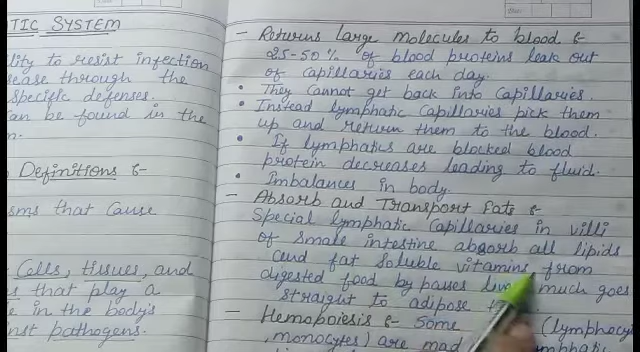 TIC SYSTEM
lity to resist infection
sease through the
specific defenses.
can be found in the
n.
Definitions :-
sms that cause
Cells, tissues, and
s that play a
e in the body's
nst pathogens.
- Returns large molecules to blood :-
25-50% of blood proteins leak out
of capillaries each day.
• They cannot get back into capillaries.
• Instead lymphatic capillaries pick them
up and return them to the blood.
• If lymphatics are blocked blood
protein decreases leading to fluid.
• Imbalances in body.
- Absorb and Transport fats :-
Special lymphatic capillaries in villi
of smale intestine absorb all lipids
and fat soluble vitamins from
digested food by passes live much goes
straight to adipose
- Hemopoiesis :- Some (lymphocy
monocytes) are mad mphatic